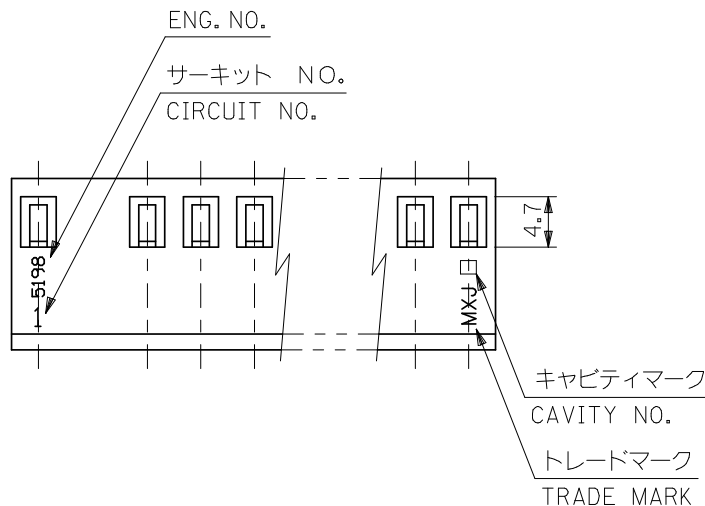 ENG. NO.
サーキット NO.
CIRCUIT NO.
4.7
1 5198
MXJ
キャビティマーク
CAVITY NO.
トレードマーク
TRADE MARK